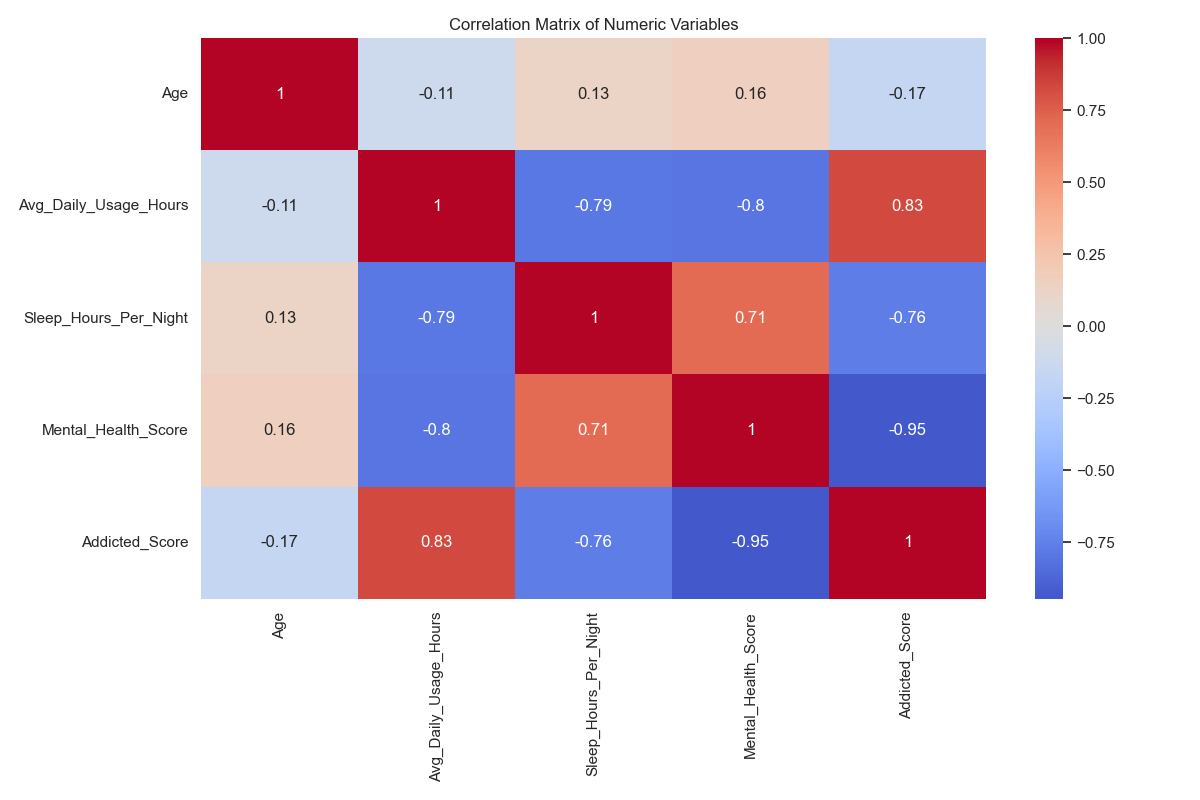 Correlation Matrix of Numeric Variables
Age 1 -0.11 0.13 0.16 -0.17
Avg_Daily_Usage_Hours -0.11 1 -0.79 -0.8 0.83
Sleep_Hours_Per_Night 0.13 -0.79 1 0.71 -0.76
Mental_Health_Score 0.16 -0.8 0.71 1 -0.95
Addicted_Score -0.17 0.83 -0.76 -0.95 1
Age
Avg_Daily_Usage_Hours
Sleep_Hours_Per_Night
Mental_Health_Score
Addicted_Score
1.00
0.75
0.50
0.25
0.00
−0.25
−0.50
−0.75